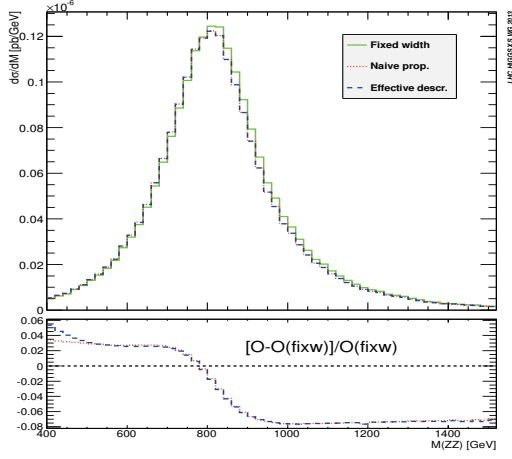 ×10⁻⁶
dσ/dM [pb/GeV]
0.12
0.1
0.08
0.06
0.04
0.02
0
Fixed width
Naive prop.
Effective descr.
LHC HIGGS XS WG 2013
0.06
0.04
0.02
0
-0.02
-0.04
-0.06
-0.08
[O-O(fixw)]/O(fixw)
400 600 800 1000 1200 1400
M(ZZ) [GeV]